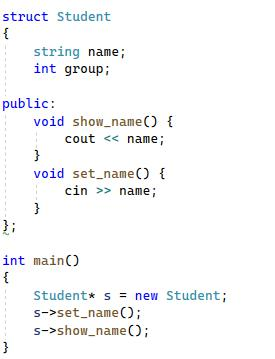 struct Student
{
    string name;
    int group;

public:
    void show_name() {
        cout << name;
    }
    void set_name() {
        cin >> name;
    }
};

int main()
{
    Student* s = new Student;
    s->set_name();
    s->show_name();
}